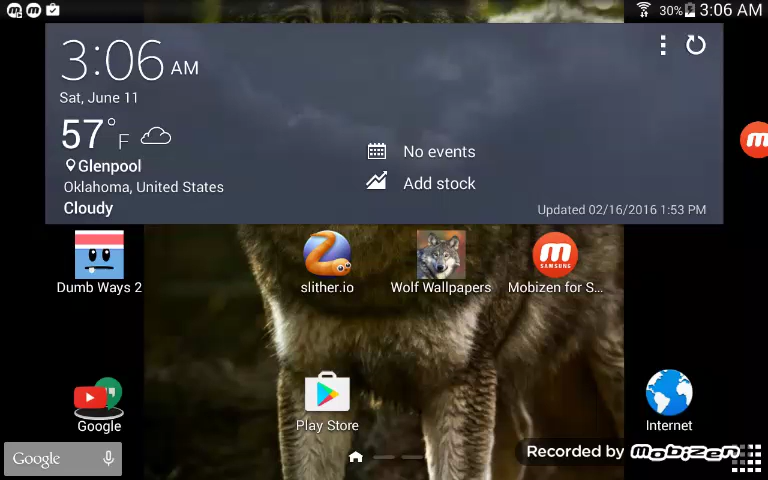 30% 3:06 AM
3:06 AM
Sat, June 11
57°F
Glenpool
Oklahoma, United States
Cloudy
No events
Add stock
Updated 02/16/2016 1:53 PM
Dumb Ways 2
slither.io
Wolf Wallpapers
SAMSUNG
Mobizen for S...
Google
Play Store
Internet
Google
Recorded by Mobizen